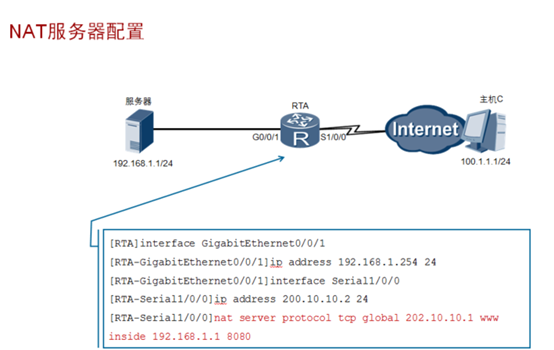 NAT服务器配置
服务器
RTA
主机C
G0/0/1
S1/0/0
Internet
R
192.168.1.1/24
100.1.1.1/24
[RTA]interface GigabitEthernet0/0/1
[RTA-GigabitEthernet0/0/1]ip address 192.168.1.254 24
[RTA-GigabitEthernet0/0/1]interface Serial1/0/0
[RTA-Serial1/0/0]ip address 200.10.10.2 24
[RTA-Serial1/0/0]nat server protocol tcp global 202.10.10.1 www
inside 192.168.1.1 8080